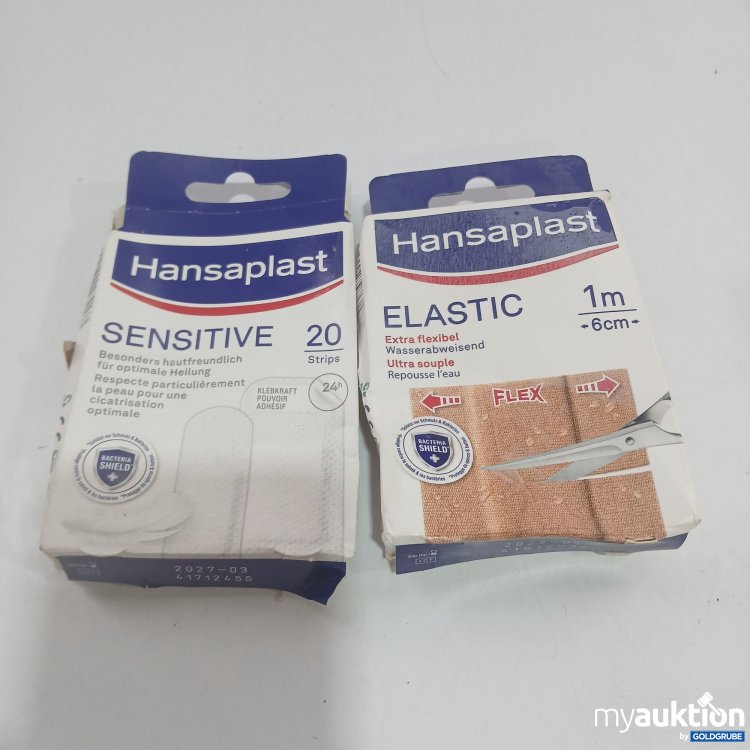 Hansaplast
SENSITIVE
20
Strips
Besonders hautfreundlich
für optimale Heilung
Respecte particulièrement
la peau pour une
cicatrisation
optimale
KLEBKRAFT
POUVOIR
ADHÉSIF
24h
BACTERIA
SHIELD
2027-03
41712455
Hansaplast
ELASTIC
1m
6cm
Extra flexibel
Wasserabweisend
Ultra souple
Repousse l'eau
FLEX
BACTERIA
SHIELD
LOT
myauktion
by GOLDGRUBE